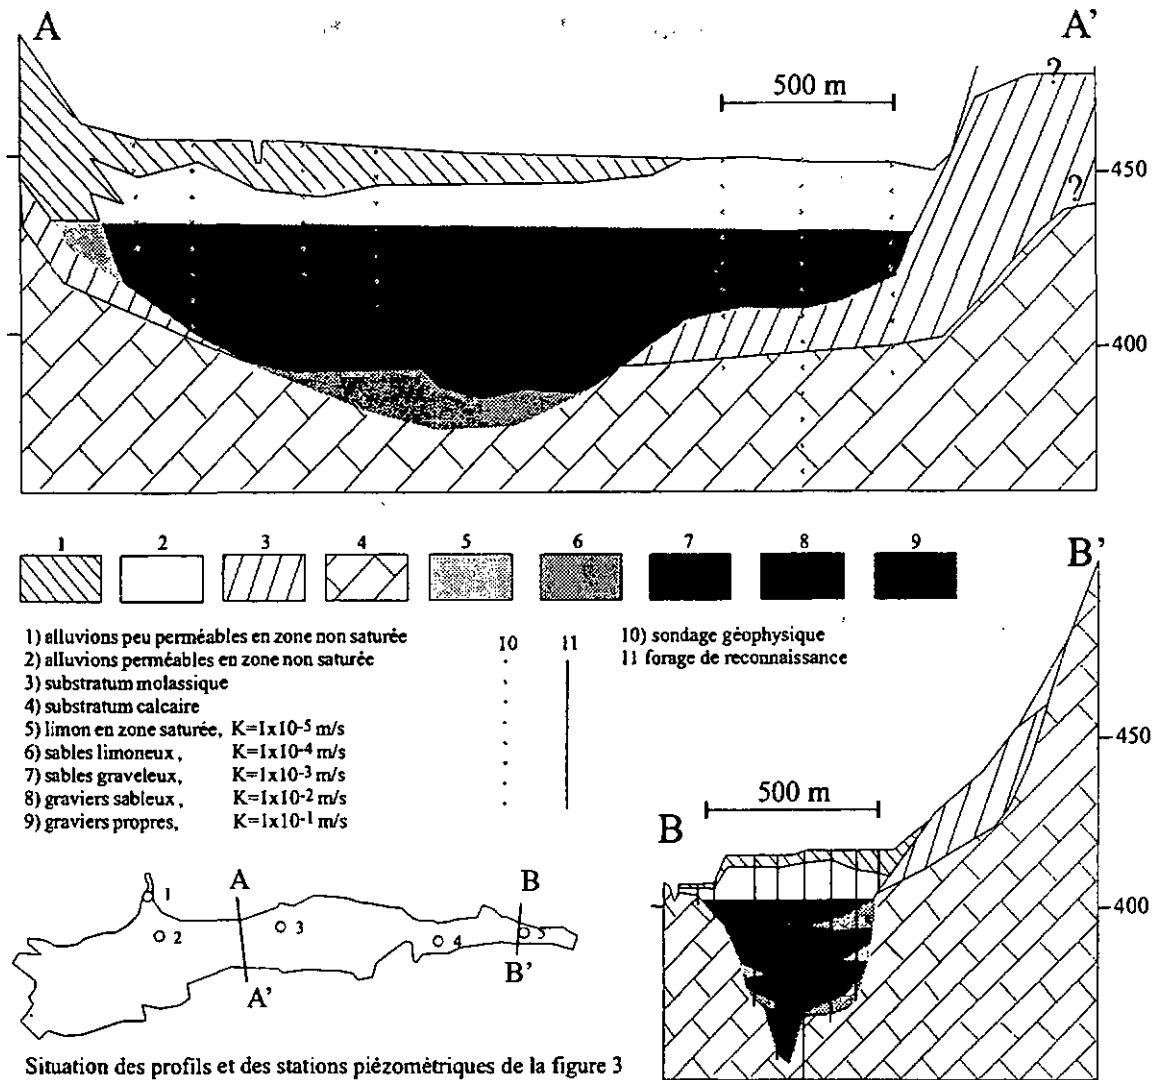 A
A'
500 m
?
450
?
400
1 2 3 4 5 6 7 8 9
B'
1) alluvions peu perméables en zone non saturée
2) alluvions perméables en zone non saturée
3) substratum molassique
4) substratum calcaire
5) limon en zone saturée, K=1x10-5 m/s
6) sables limoneux, K=1x10-4 m/s
7) sables graveleux, K=1x10-3 m/s
8) graviers sableux, K=1x10-2 m/s
9) graviers propres, K=1x10-1 m/s
10 11
10) sondage géophysique
11 forage de reconnaissance
450
500 m
B
400
1
A
B
2
3
4
5
A'
B'
Situation des profils et des stations piézométriques de la figure 3